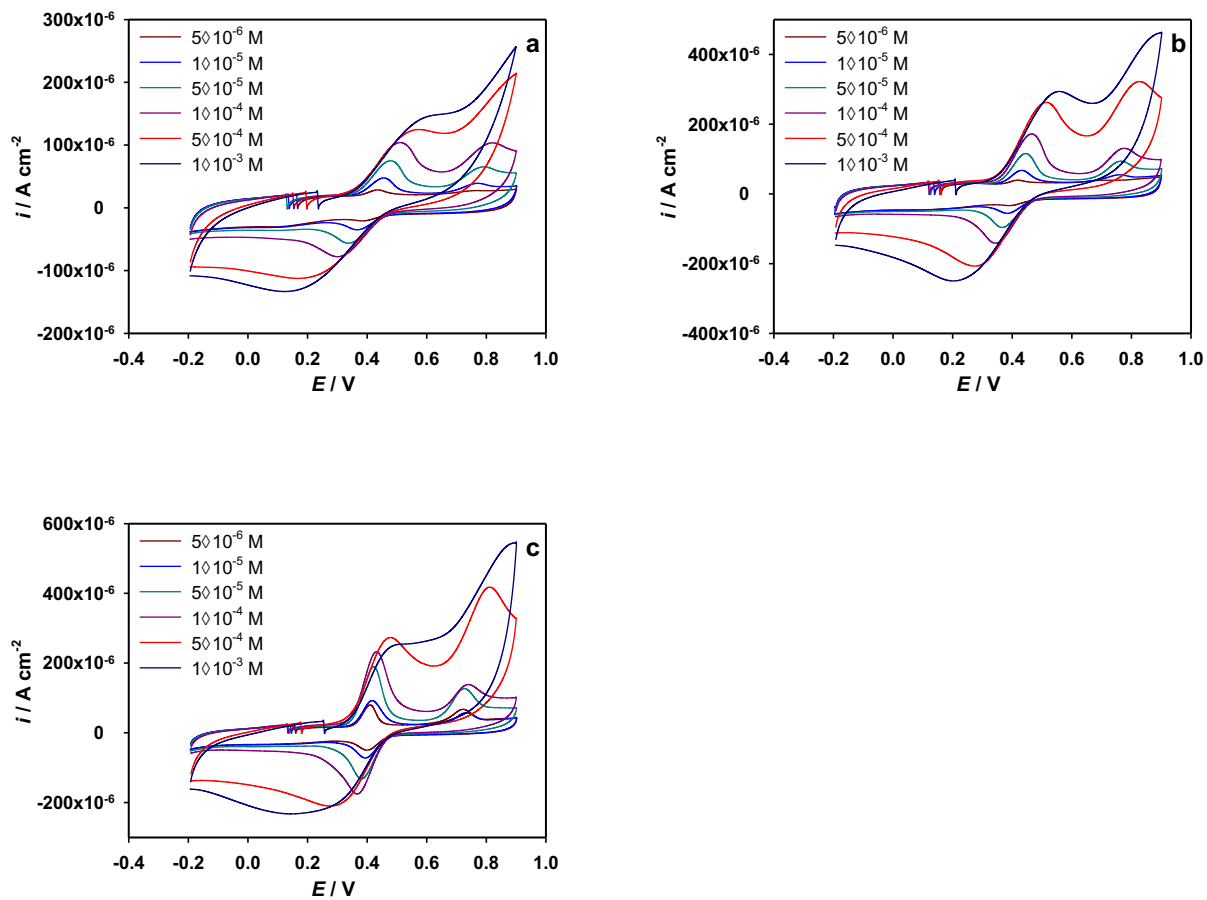 a
300x10-6
200x10-6
100x10-6
0
-100x10-6
-200x10-6
5◊10-6 M
1◊10-5 M
5◊10-5 M
1◊10-4 M
5◊10-4 M
1◊10-3 M
i / A cm-2
-0.4 -0.2 0.0 0.2 0.4 0.6 0.8 1.0
E / V
b
400x10-6
200x10-6
0
-200x10-6
-400x10-6
5◊10-6 M
1◊10-5 M
5◊10-5 M
1◊10-4 M
5◊10-4 M
1◊10-3 M
i / A cm-2
-0.4 -0.2 0.0 0.2 0.4 0.6 0.8 1.0
E / V
c
600x10-6
400x10-6
200x10-6
0
-200x10-6
5◊10-6 M
1◊10-5 M
5◊10-5 M
1◊10-4 M
5◊10-4 M
1◊10-3 M
i / A cm-2
-0.4 -0.2 0.0 0.2 0.4 0.6 0.8 1.0
E / V